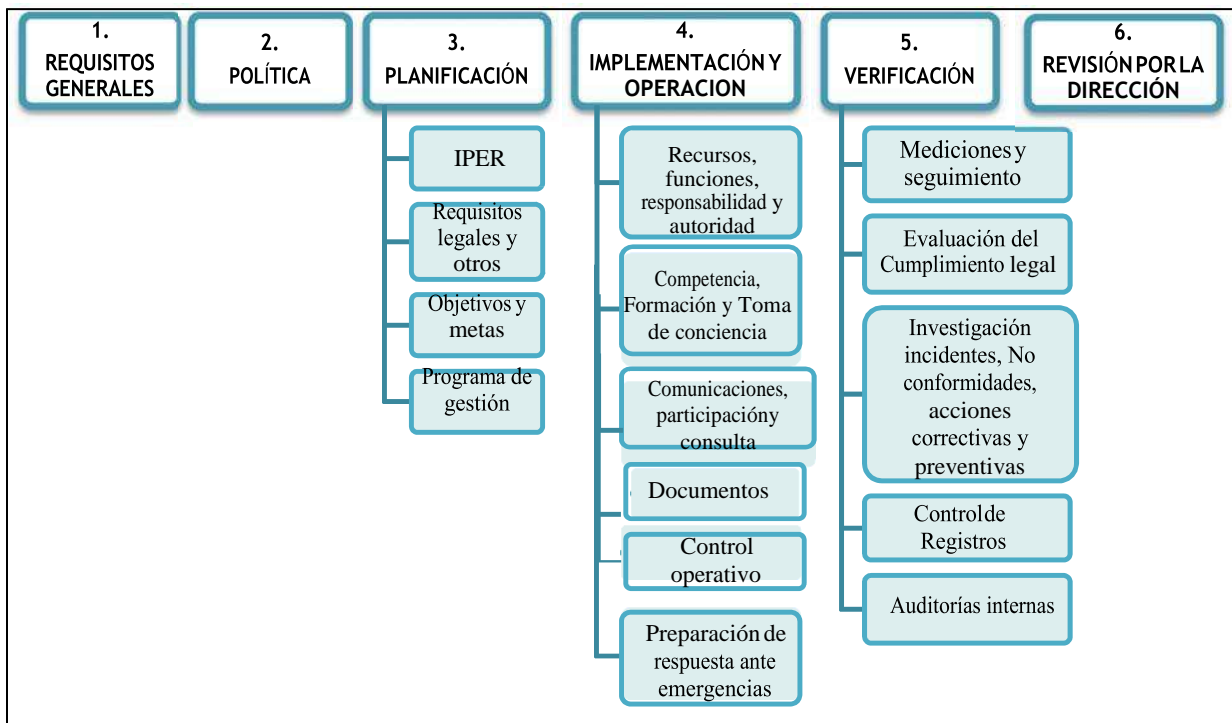 1.
REQUISITOS
GENERALES
2.
POLÍTICA
3.
PLANIFICACIÓN
IPER
Requisitos
legales y
otros
Objetivos y
metas
Programa de
gestión
4.
IMPLEMENTACIÓN Y
OPERACION
Recursos,
funciones,
responsabilidad y
autoridad
Competencia,
Formación y Toma
de conciencia
Comunicaciones,
participacióny
consulta
Documentos
Control
operativo
Preparación de
respuesta ante
emergencias
5.
VERIFICACIÓN
Mediciones y
seguimiento
Evaluación del
Cumplimiento legal
Investigación
incidentes, No
conformidades,
acciones
correctivas y
preventivas
Controlde
Registros
Auditorías internas
6.
REVISIÓN POR LA
DIRECCIÓN